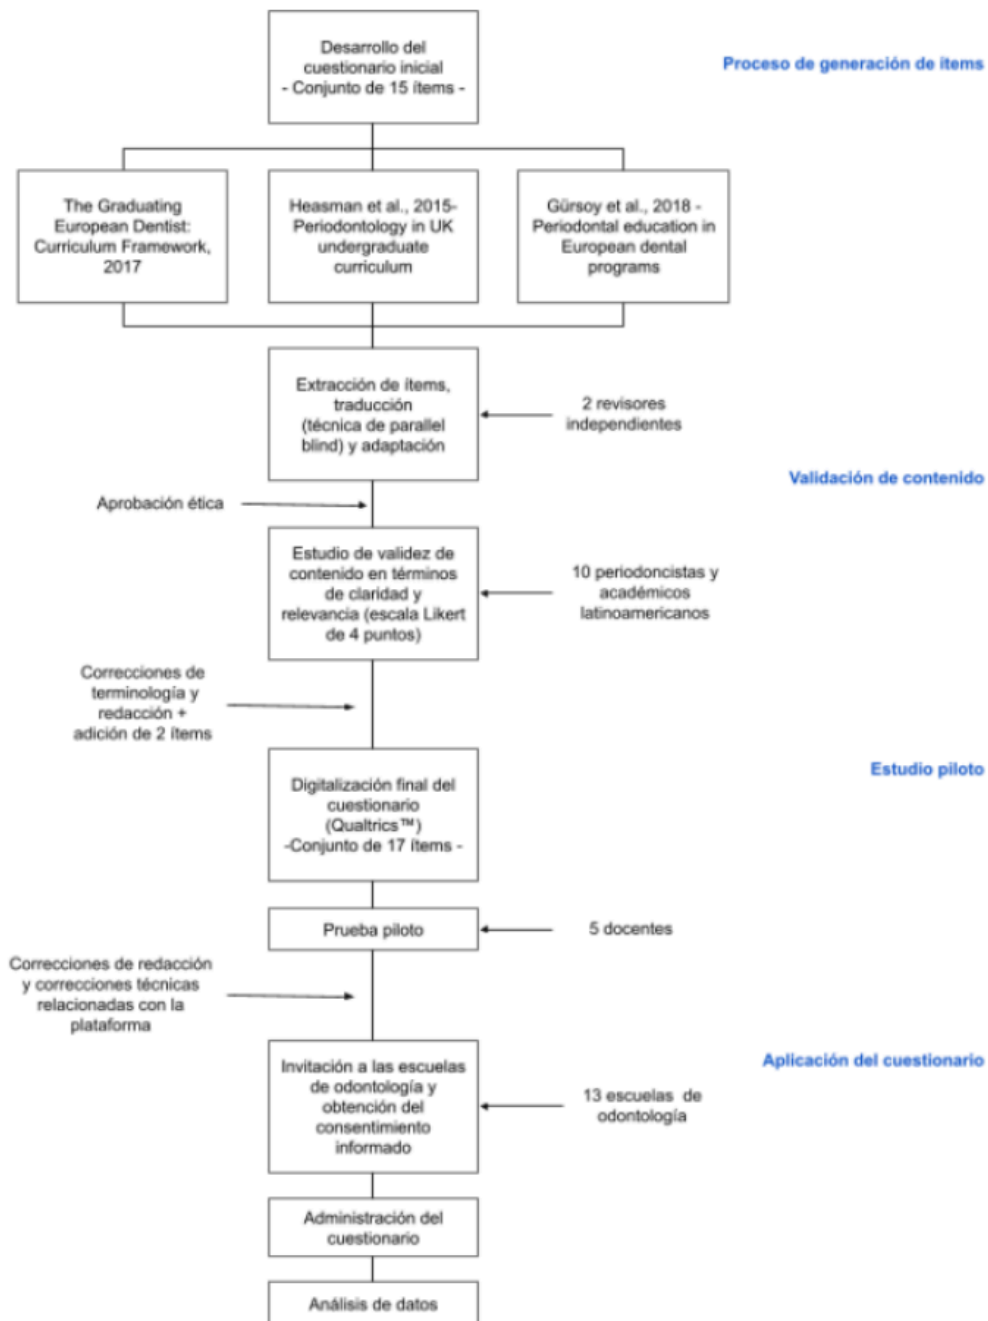 Desarrollo del
cuestionario inicial
- Conjunto de 15 ítems -
Proceso de generación de ítems
The Graduating
European Dentist:
Curriculum Framework,
2017
Heasman et al., 2015-
Periodontology in UK
undergraduate
curriculum
Gürsoy et al., 2018 -
Periodontal education in
European dental
programs
Extracción de ítems,
traducción
(técnica de parallel
blind) y adaptación
2 revisores
independientes
Validación de contenido
Aprobación ética
Estudio de validez de
contenido en términos
de claridad y
relevancia (escala Likert
de 4 puntos)
10 periodoncistas y
académicos
latinoamericanos
Correcciones de
terminología y
redacción +
adición de 2 ítems
Estudio piloto
Digitalización final del
cuestionario
(Qualtrics™)
-Conjunto de 17 ítems -
Prueba piloto
5 docentes
Correcciones de redacción
y correcciones técnicas
relacionadas con la
plataforma
Aplicación del cuestionario
Invitación a las escuelas
de odontología y
obtención del
consentimiento
informado
13 escuelas de
odontología
Administración del
cuestionario
Análisis de datos